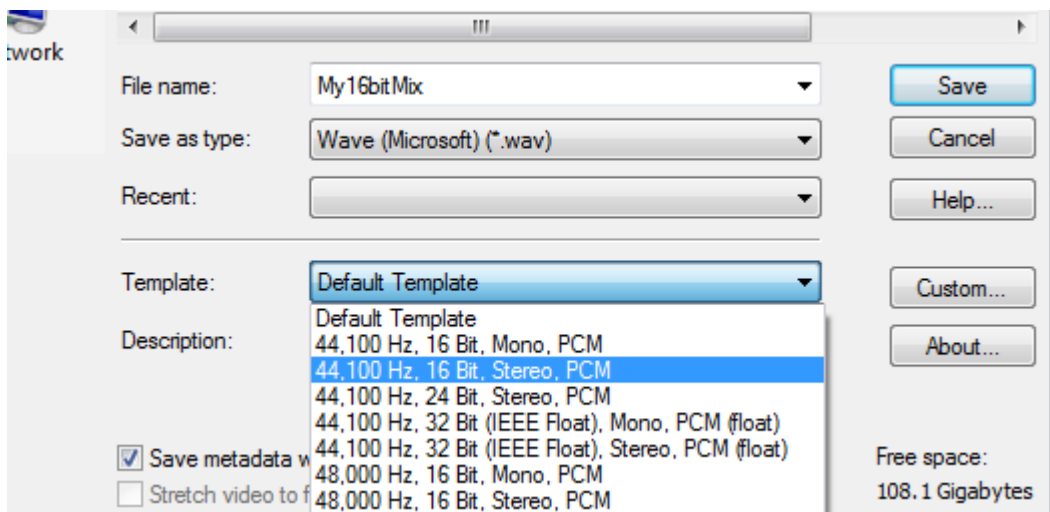 twork
File name: My16bitMix Save
Save as type: Wave (Microsoft) (*.wav) Cancel
Recent: Help...
Template: Default Template Custom...
Default Template
Description: 44,100 Hz, 16 Bit, Mono, PCM About...
44,100 Hz, 16 Bit, Stereo, PCM
44,100 Hz, 24 Bit, Stereo, PCM
44,100 Hz, 32 Bit (IEEE Float), Mono, PCM (float)
Save metadata w 44,100 Hz, 32 Bit (IEEE Float), Stereo, PCM (float) Free space:
48,000 Hz, 16 Bit, Mono, PCM
Stretch video to f 48,000 Hz, 16 Bit, Stereo, PCM 108.1 Gigabytes